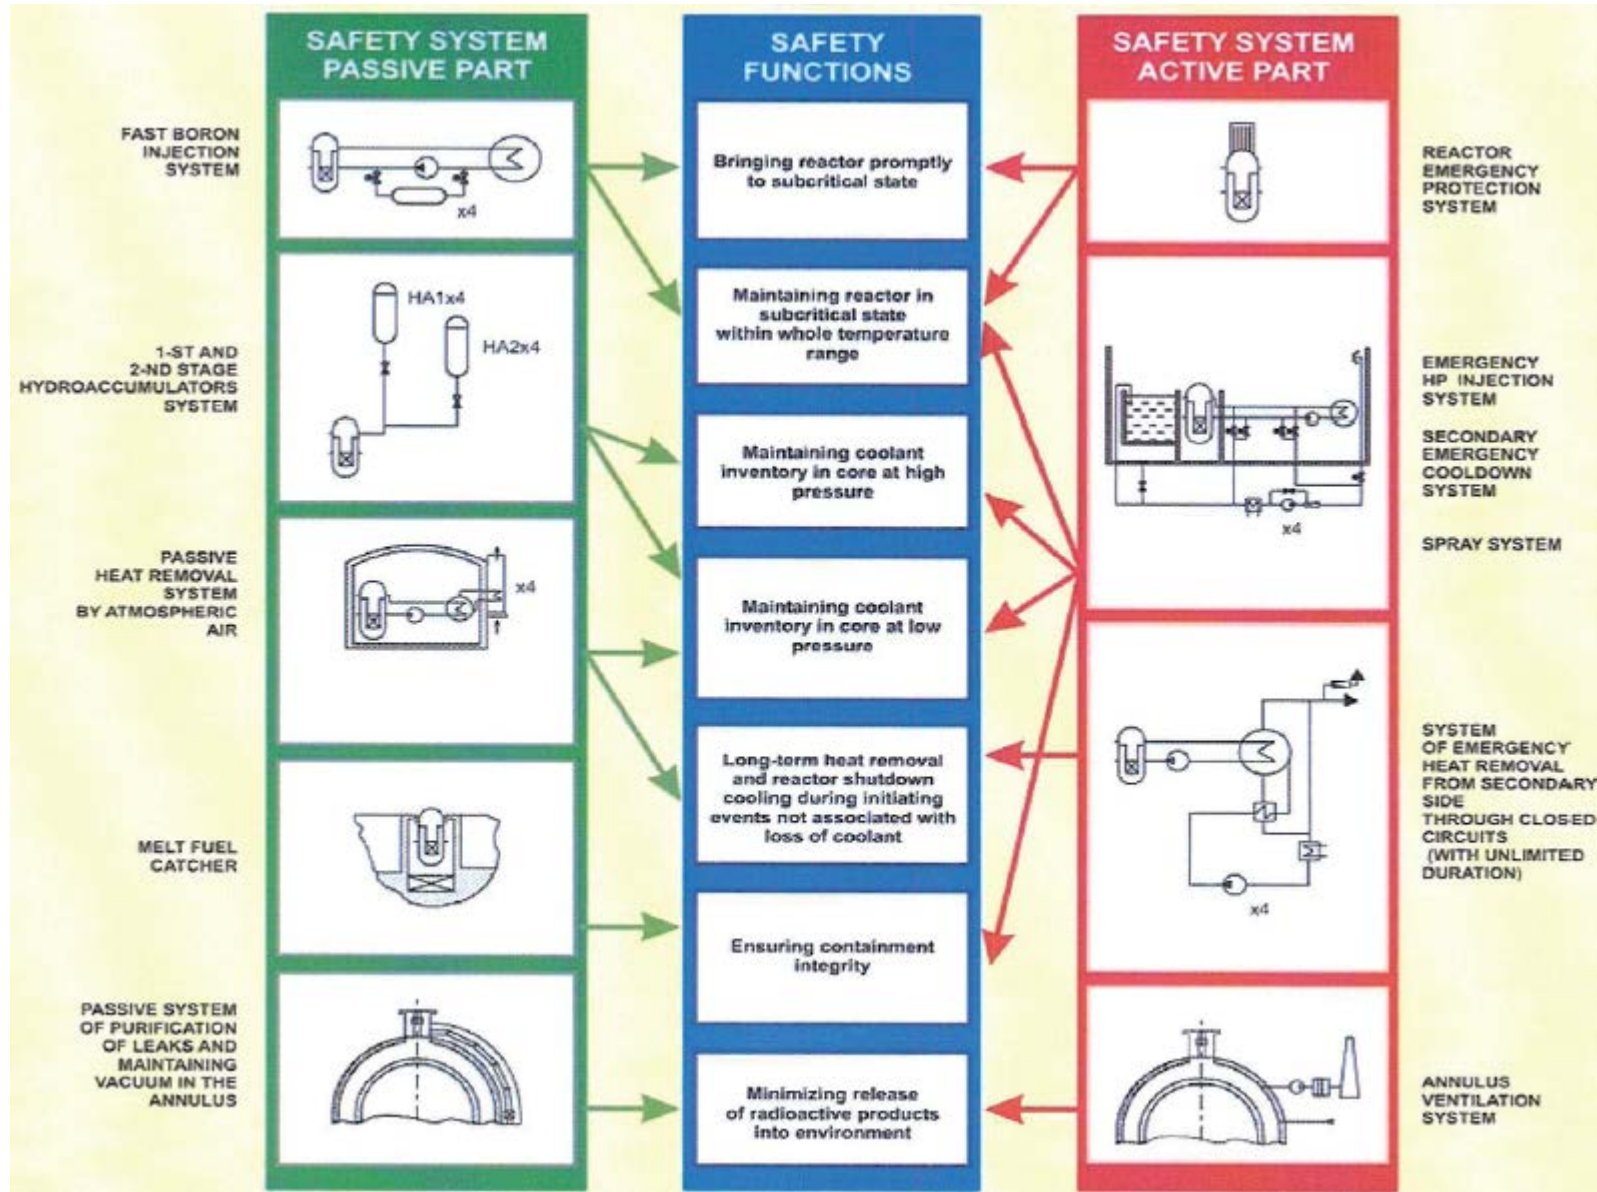 SAFETY SYSTEM
PASSIVE PART
SAFETY
FUNCTIONS
SAFETY SYSTEM
ACTIVE PART
FAST BORON
INJECTION
SYSTEM
x4
1-ST AND
2-ND STAGE
HYDROACCUMULATORS
SYSTEM
HA1x4
HA2x4
PASSIVE
HEAT REMOVAL
SYSTEM
BY ATMOSPHERIC
AIR
x4
MELT FUEL
CATCHER
PASSIVE SYSTEM
OF PURIFICATION
OF LEAKS AND
MAINTAINING
VACUUM IN THE
ANNULUS
Bringing reactor promptly
to subcritical state
Maintaining reactor in
subcritical state
within whole temperature
range
Maintaining coolant
inventory in core at high
pressure
Maintaining coolant
inventory in core at low
pressure
Long-term heat removal
and reactor shutdown
cooling during initiating
events not associated with
loss of coolant
Ensuring containment
integrity
Minimizing release
of radioactive products
into environment
REACTOR
EMERGENCY
PROTECTION
SYSTEM
EMERGENCY
HP INJECTION
SYSTEM
SECONDARY
EMERGENCY
COOLDOWN
SYSTEM
SPRAY SYSTEM
x4
SYSTEM
OF EMERGENCY
HEAT REMOVAL
FROM SECONDARY
SIDE
THROUGH CLOSED
CIRCUITS
(WITH UNLIMITED
DURATION)
x4
ANNULUS
VENTILATION
SYSTEM